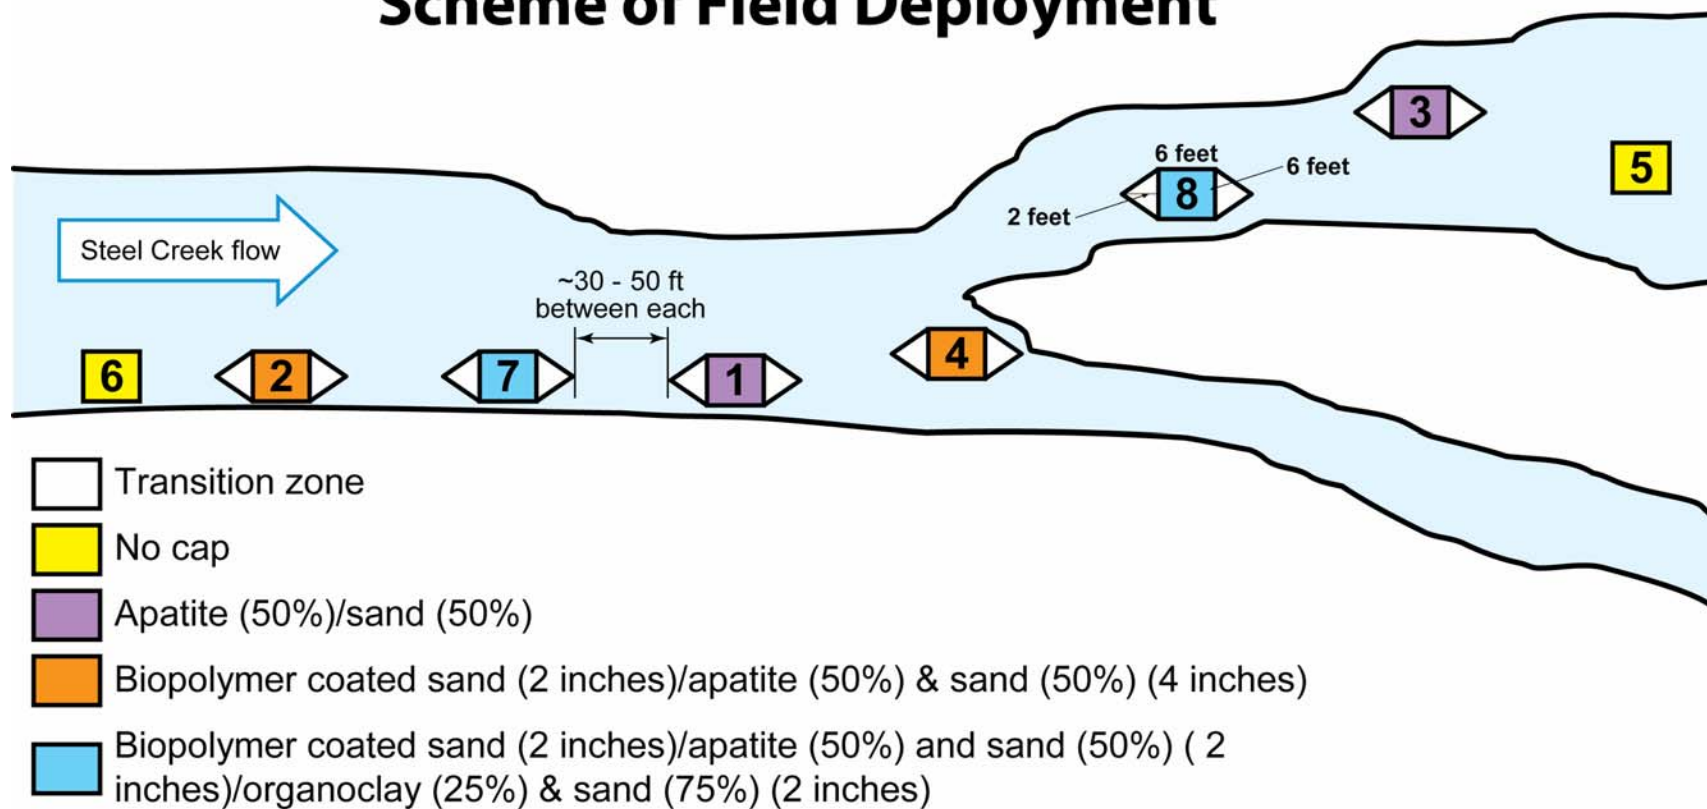 Scheme of Field Deployment
3
6 feet
5
6 feet
8
2 feet
Steel Creek flow
~30 - 50 ft
between each
4
6
2
7
1
Transition zone
No cap
Apatite (50%)/sand (50%)
Biopolymer coated sand (2 inches)/apatite (50%) & sand (50%) (4 inches)
Biopolymer coated sand (2 inches)/apatite (50%) and sand (50%) ( 2
inches)/organoclay (25%) & sand (75%) (2 inches)